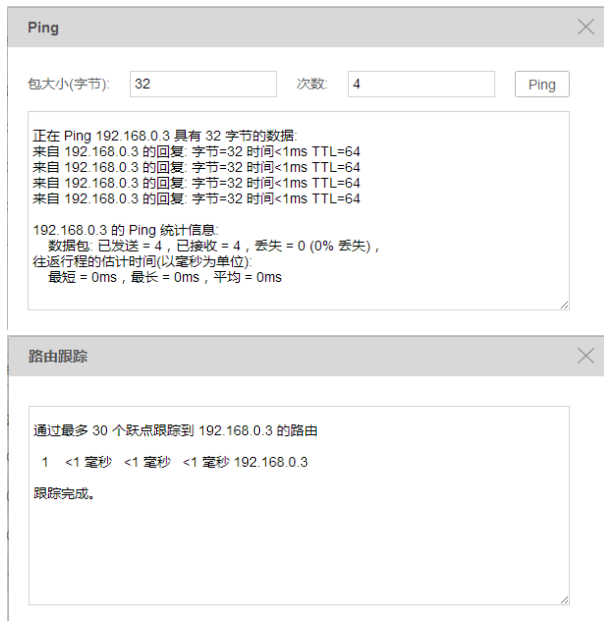 Ping
包大小(字节): 32 次数: 4 Ping
正在 Ping 192.168.0.3 具有 32 字节的数据:
来自 192.168.0.3 的回复: 字节=32 时间<1ms TTL=64
来自 192.168.0.3 的回复: 字节=32 时间<1ms TTL=64
来自 192.168.0.3 的回复: 字节=32 时间<1ms TTL=64
来自 192.168.0.3 的回复: 字节=32 时间<1ms TTL=64
192.168.0.3 的 Ping 统计信息:
数据包: 已发送 = 4，已接收 = 4，丢失 = 0 (0% 丢失)，
往返行程的估计时间(以毫秒为单位):
最短 = 0ms，最长 = 0ms，平均 = 0ms
路由跟踪
通过最多 30 个跃点跟踪到 192.168.0.3 的路由
1 <1 毫秒 <1 毫秒 <1 毫秒 192.168.0.3
跟踪完成。